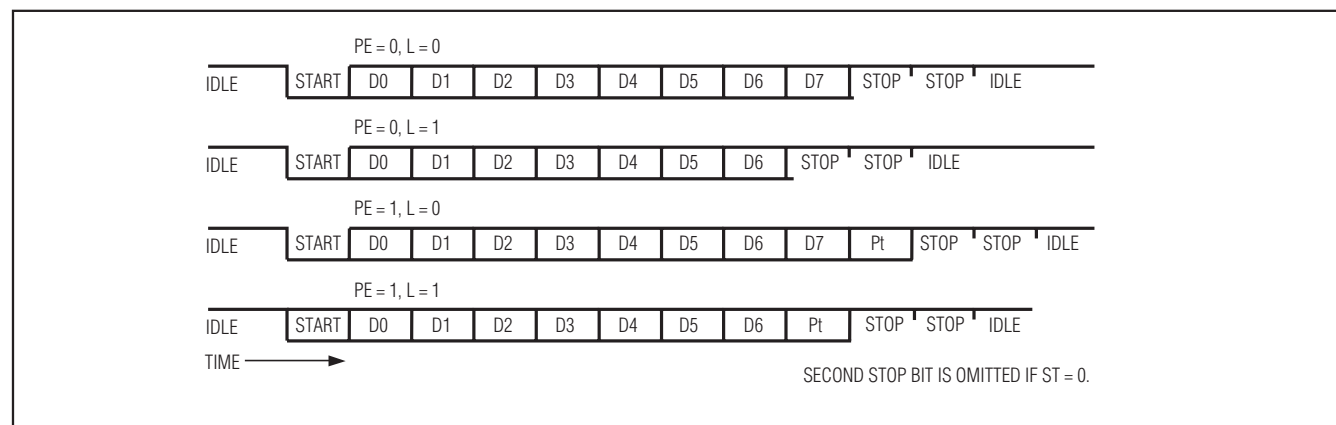 PE = 0, L = 0
IDLE START D0 D1 D2 D3 D4 D5 D6 D7 STOP STOP IDLE
PE = 0, L = 1
IDLE START D0 D1 D2 D3 D4 D5 D6 STOP STOP IDLE
PE = 1, L = 0
IDLE START D0 D1 D2 D3 D4 D5 D6 D7 Pt STOP STOP IDLE
PE = 1, L = 1
IDLE START D0 D1 D2 D3 D4 D5 D6 Pt STOP STOP IDLE
TIME
SECOND STOP BIT IS OMITTED IF ST = 0.